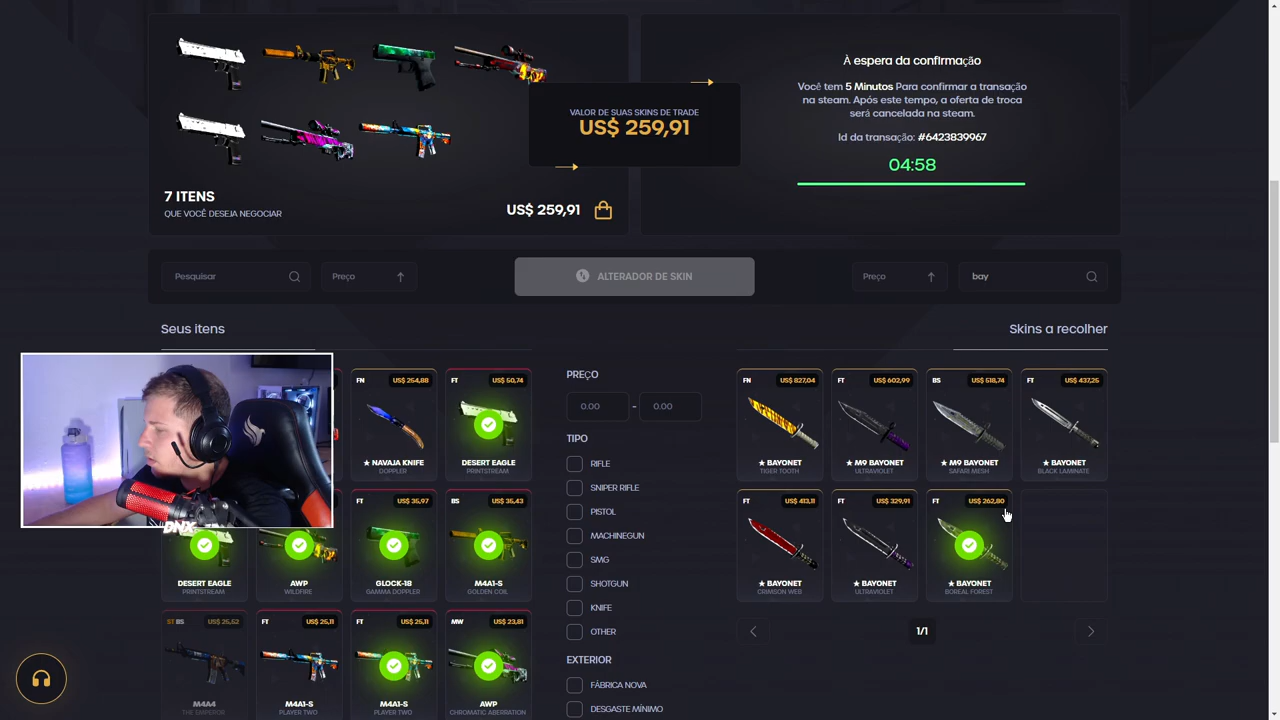 À espera da confirmação
Você tem 5 Minutos Para confirmar a transação
na steam. Após este tempo, a oferta de troca
será cancelada na steam.
Id da transação: #6423839967
04:58
VALOR DE SUAS SKINS DE TRADE
US$ 259,91
7 ITENS
QUE VOCÊ DESEJA NEGOCIAR
US$ 259,91
Pesquisar
Preço
ALTERADOR DE SKIN
Preço
bay
Seus itens
Skins a recolher
FN US$ 254,88
★ NAVAJA KNIFE
DOPPLER
FT US$ 50,74
DESERT EAGLE
PRINTSTREAM
DNX
DESERT EAGLE
PRINTSTREAM
AWP
WILDFIRE
FT US$ 35,97
GLOCK-18
GAMMA DOPPLER
BS US$ 35,43
M4A1-S
GOLDEN COIL
ST BS US$ 25,52
M4A4
THE EMPEROR
FT US$ 25,11
M4A1-S
PLAYER TWO
FT US$ 25,11
M4A1-S
PLAYER TWO
MW US$ 23,81
AWP
CHROMATIC ABERRATION
PREÇO
0.00 - 0.00
TIPO
RIFLE
SNIPER RIFLE
PISTOL
MACHINEGUN
SMG
SHOTGUN
KNIFE
OTHER
EXTERIOR
FÁBRICA NOVA
DESGASTE MÍNIMO
FN US$ 827,04
★ BAYONET
TIGER TOOTH
FT US$ 602,99
★ M9 BAYONET
ULTRAVIOLET
BS US$ 518,74
★ M9 BAYONET
SAFARI MESH
FT US$ 437,25
★ BAYONET
BLACK LAMINATE
FT US$ 413,11
★ BAYONET
CRIMSON WEB
FT US$ 329,91
★ BAYONET
ULTRAVIOLET
FT US$ 262,80
★ BAYONET
BOREAL FOREST
1/1